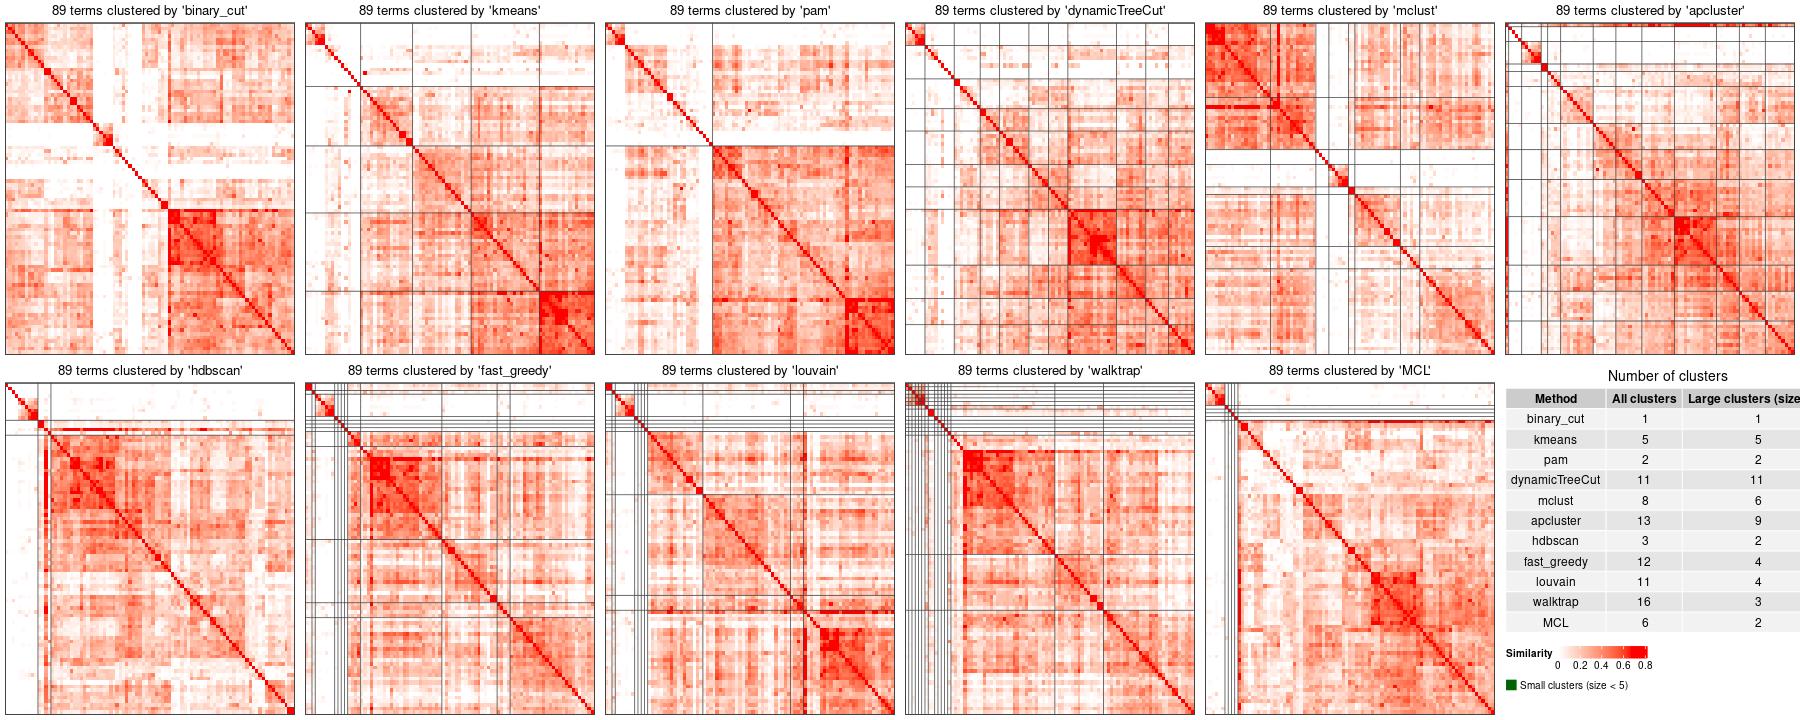 89 terms clustered by 'binary_cut'
89 terms clustered by 'kmeans'
89 terms clustered by 'pam'
89 terms clustered by 'dynamicTreeCut'
89 terms clustered by 'mclust'
89 terms clustered by 'apcluster'
89 terms clustered by 'hdbscan'
89 terms clustered by 'fast_greedy'
89 terms clustered by 'louvain'
89 terms clustered by 'walktrap'
89 terms clustered by 'MCL'
Number of clusters
Method All clusters Large clusters (size
binary_cut 1 1
kmeans 5 5
pam 2 2
dynamicTreeCut 11 11
mclust 8 6
apcluster 13 9
hdbscan 3 2
fast_greedy 12 4
louvain 11 4
walktrap 16 3
MCL 6 2
Similarity
0 0.2 0.4 0.6 0.8
Small clusters (size < 5)